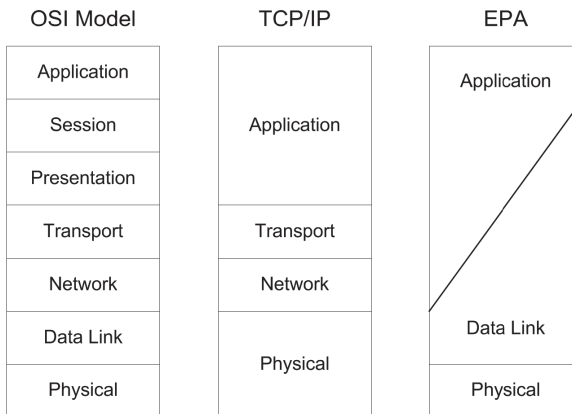 OSI Model
TCP/IP
EPA
Application
Session
Presentation
Transport
Network
Data Link
Physical
Application
Transport
Network
Physical
Application
Data Link
Physical